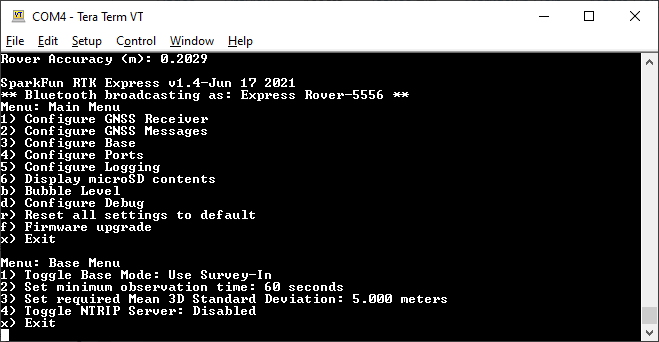 COM4 - Tera Term VT
File Edit Setup Control Window Help
Rover Accuracy (m): 0.2029
SparkFun RTK Express v1.4-Jun 17 2021
** Bluetooth broadcasting as: Express Rover-5556 **
Menu: Main Menu
1) Configure GNSS Receiver
2) Configure GNSS Messages
3) Configure Base
4) Configure Ports
5) Configure Logging
6) Display microSD contents
b) Bubble Level
d) Configure Debug
r) Reset all settings to default
f) Firmware upgrade
x) Exit
Menu: Base Menu
1) Toggle Base Mode: Use Survey-In
2) Set minimum observation time: 60 seconds
3) Set required Mean 3D Standard Deviation: 5.000 meters
4) Toggle NTRIP Server: Disabled
x) Exit